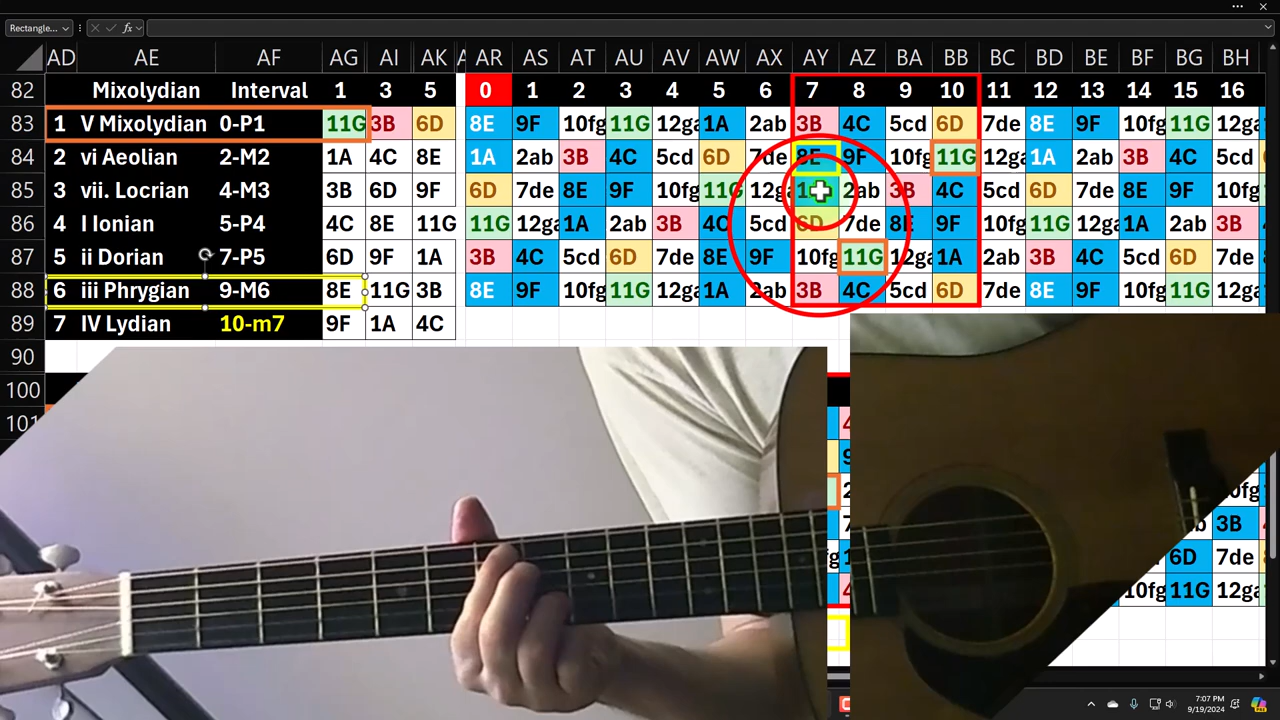 Rectangle...
fx
AD AE AF AG AI AK AR AS AT AU AV AW AX AY AZ BA BB BC BD BE BF BG BH
82 Mixolydian Interval 1 3 5 0 1 2 3 4 5 6 7 8 9 10 11 12 13 14 15 16
83 1 V Mixolydian 0-P1 11G 3B 6D 8E 9F 10fg 11G 12ga 1A 2ab 3B 4C 5cd 6D 7de 8E 9F 10fg 11G 12ga
84 2 vi Aeolian 2-M2 1A 4C 8E 1A 2ab 3B 4C 5cd 6D 7de 8E 9F 10fg 11G 12ga 1A 2ab 3B 4C 5cd
85 3 vii. Locrian 4-M3 3B 6D 9F 6D 7de 8E 9F 10fg 11G 12ga 2ab 3B 4C 5cd 6D 7de 8E 9F 10fg
86 4 I Ionian 5-P4 4C 8E 11G 11G 12ga 1A 2ab 3B 4C 5cd 6D 7de 8E 9F 10fg 11G 12ga 1A 2ab 3B
87 5 ii Dorian 7-P5 6D 9F 1A 3B 4C 5cd 6D 7de 8E 9F 10fg 11G 12ga 1A 2ab 3B 4C 5cd 6D 7de
88 6 iii Phrygian 9-M6 8E 11G 3B 8E 9F 10fg 11G 12ga 1A 2ab 3B 4C 5cd 6D 7de 8E 9F 10fg 11G 12ga
89 7 IV Lydian 10-m7 9F 1A 4C
90
100
101
3B
6D 7de
11G 12ga
7:07 PM
9/19/2024